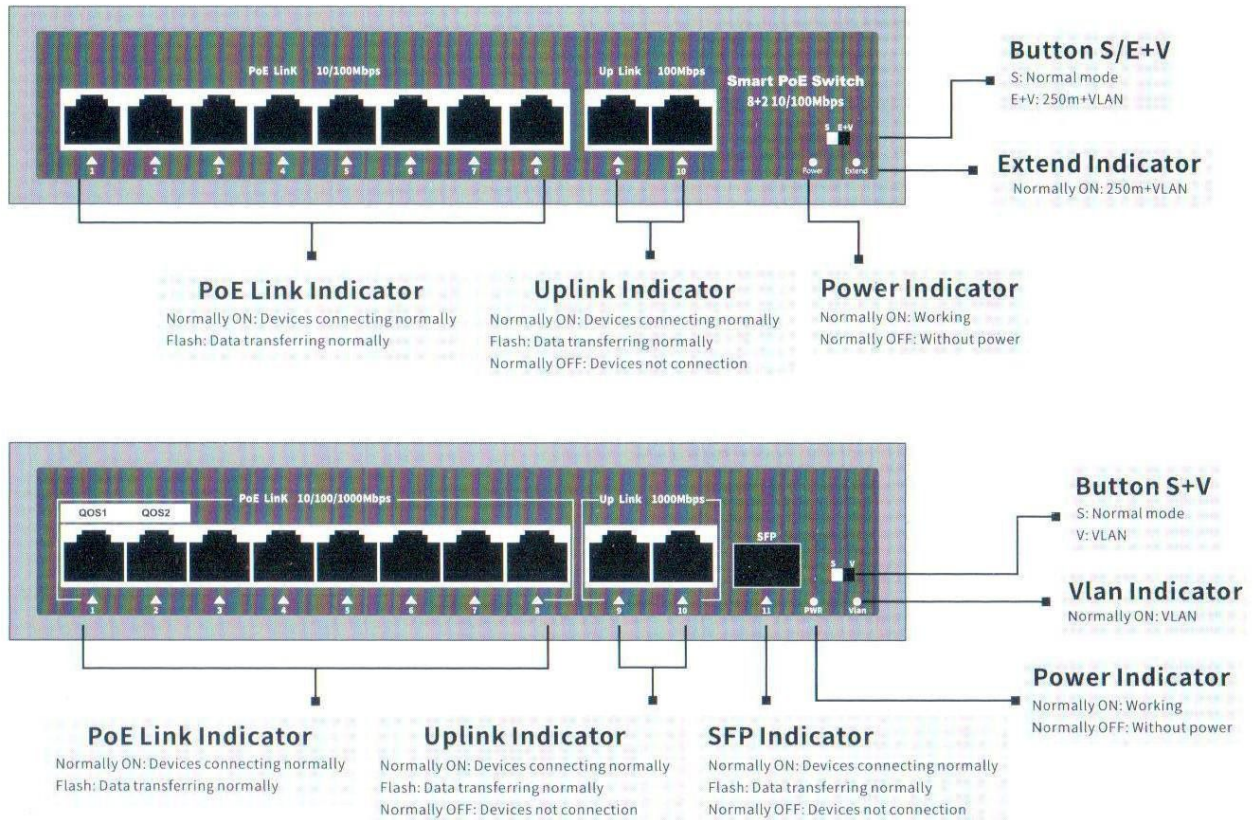 PoE LinK 10/100Mbps
Up Link 100Mbps
Smart PoE Switch
8+2 10/100Mbps
S E+V
1 2 3 4 5 6 7 8 9 10
Power Extend
Button S/E+V
S: Normal mode
E+V: 250m+VLAN
Extend Indicator
Normally ON: 250m+VLAN
PoE Link Indicator
Normally ON: Devices connecting normally
Flash: Data transferring normally
Uplink Indicator
Normally ON: Devices connecting normally
Flash: Data transferring normally
Normally OFF: Devices not connection
Power Indicator
Normally ON: Working
Normally OFF: Without power
PoE LinK 10/100/1000Mbps
Up Link 1000Mbps
QOS1 QOS2
SFP
S V
1 2 3 4 5 6 7 8 9 10 11
PWR Vlan
Button S+V
S: Normal mode
V: VLAN
Vlan Indicator
Normally ON: VLAN
Power Indicator
Normally ON: Working
Normally OFF: Without power
PoE Link Indicator
Normally ON: Devices connecting normally
Flash: Data transferring normally
Uplink Indicator
Normally ON: Devices connecting normally
Flash: Data transferring normally
Normally OFF: Devices not connection
SFP Indicator
Normally ON: Devices connecting normally
Flash: Data transferring normally
Normally OFF: Devices not connection